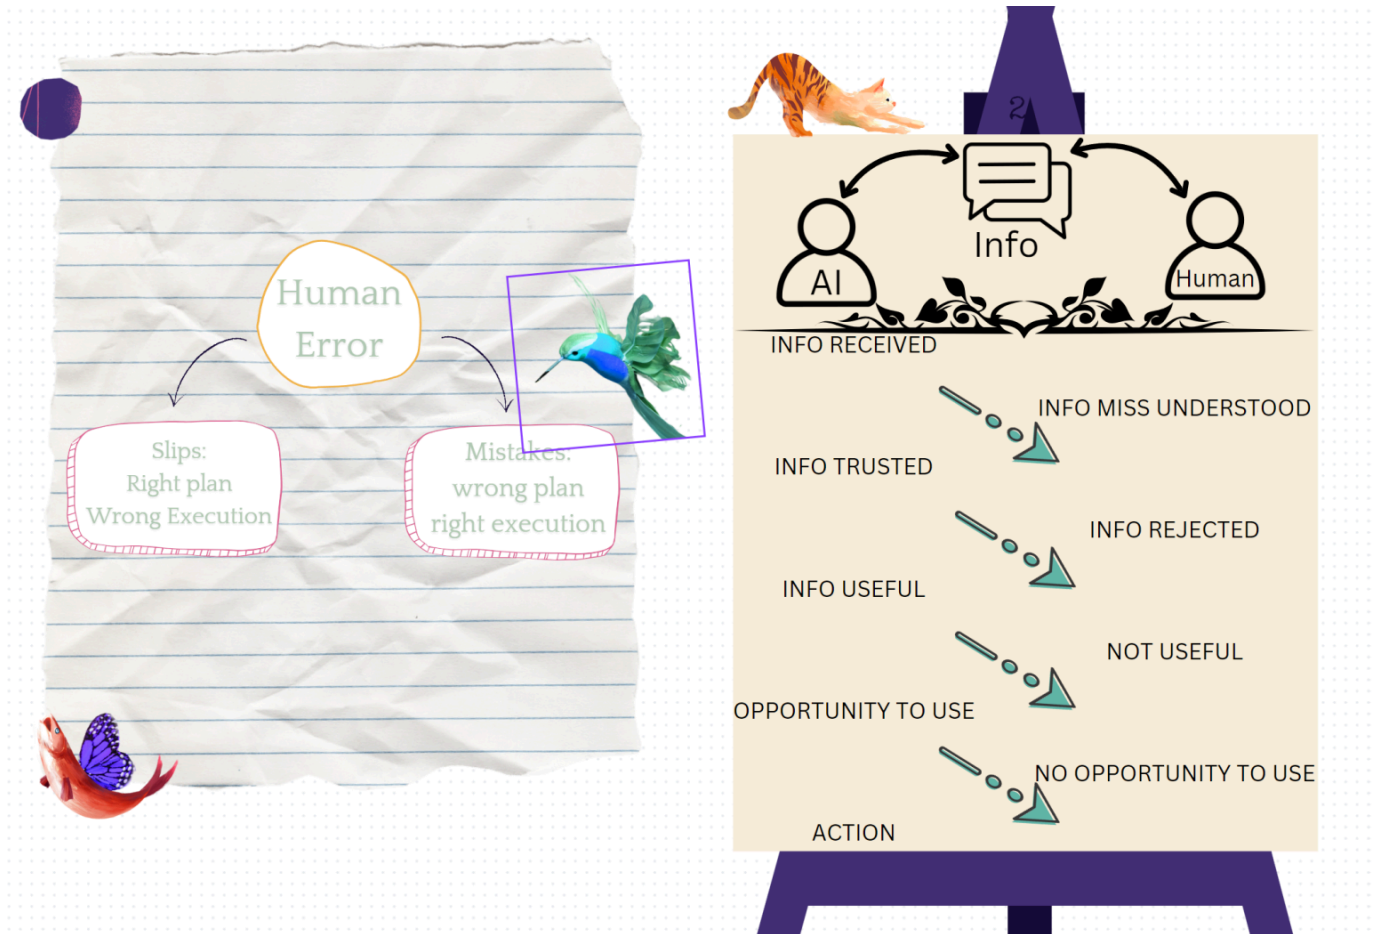 Human
Error
Slips:
Right plan
Wrong Execution
Mistakes:
wrong plan
right execution
2
Info
AI
Human
INFO RECEIVED
INFO MISS UNDERSTOOD
INFO TRUSTED
INFO REJECTED
INFO USEFUL
NOT USEFUL
OPPORTUNITY TO USE
NO OPPORTUNITY TO USE
ACTION